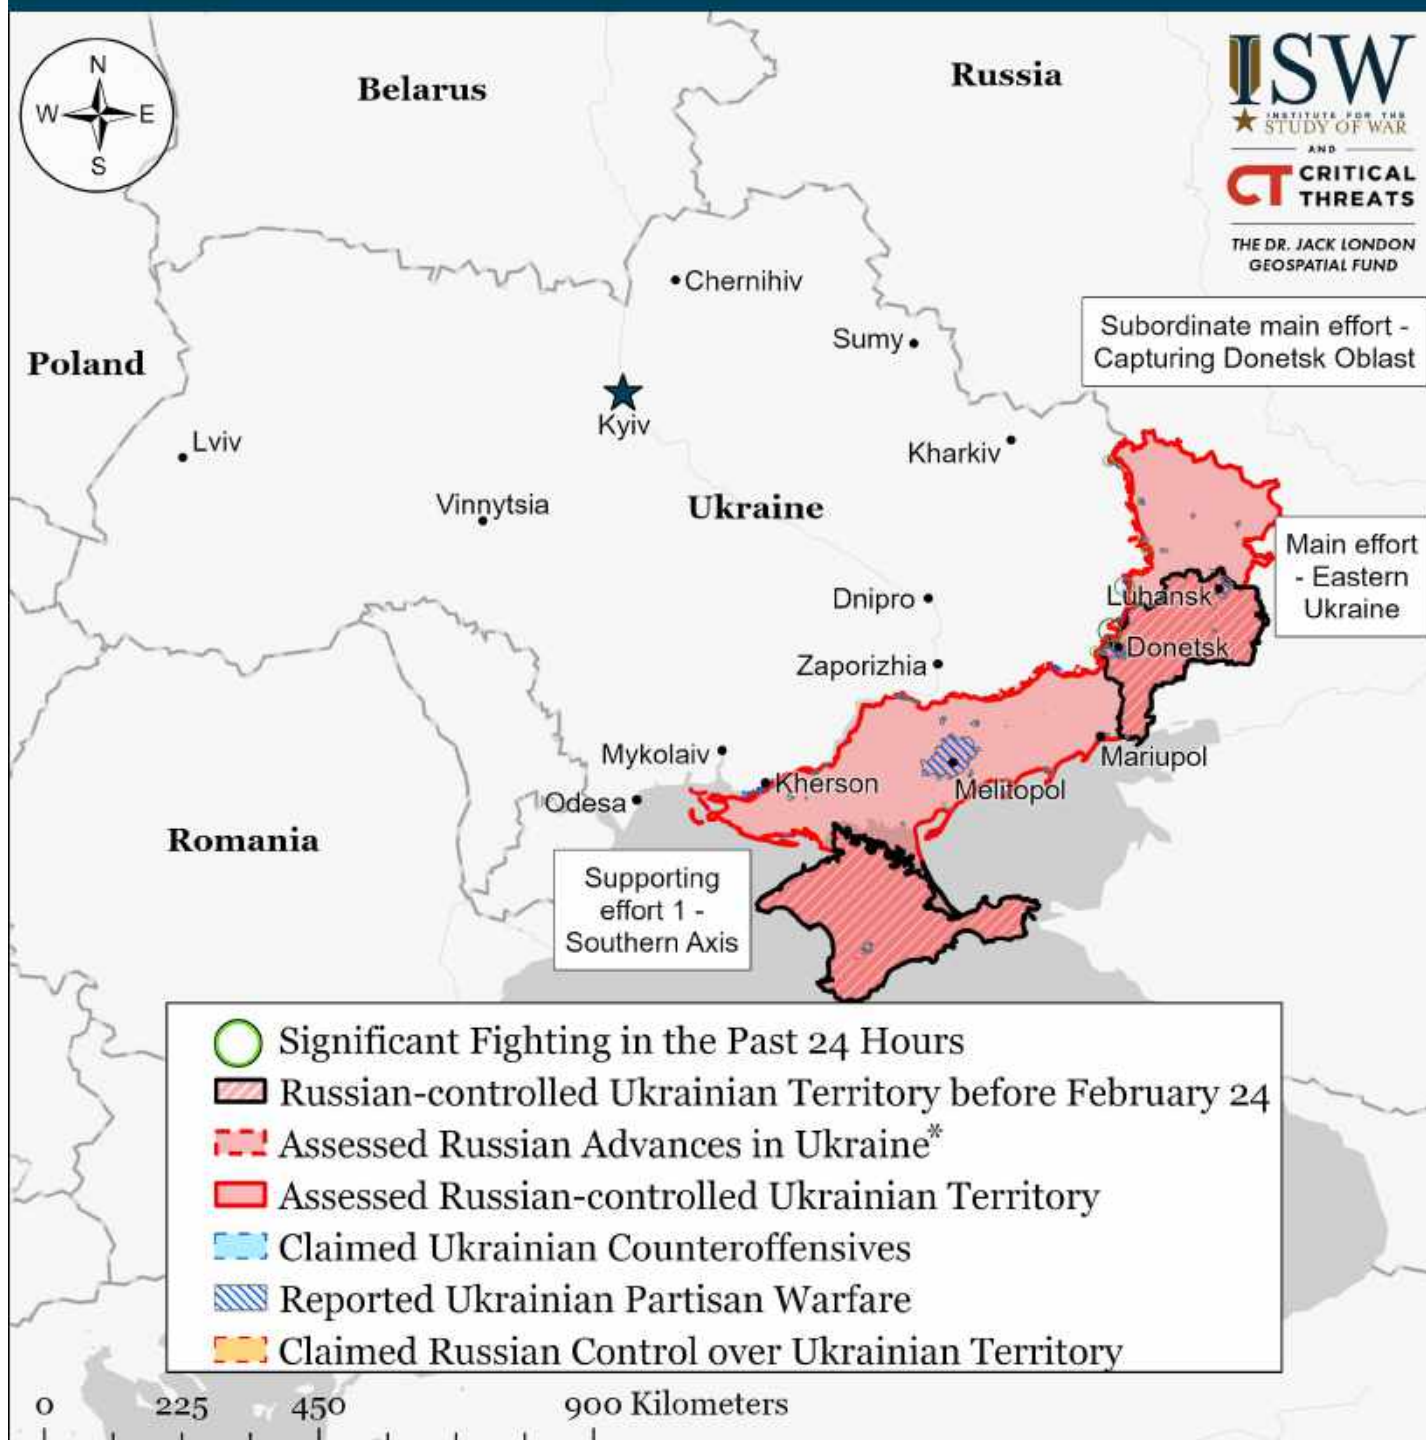 N
W
E
S
Belarus
Russia
ISW
INSTITUTE FOR THE
STUDY OF WAR
AND
CT CRITICAL
THREATS
THE DR. JACK LONDON
GEOSPATIAL FUND
Chernihiv
Sumy
Subordinate main effort -
Capturing Donetsk Oblast
Poland
Kyiv
Lviv
Kharkiv
Vinnytsia
Ukraine
Main effort
- Eastern
Ukraine
Dnipro
Luhansk
Donetsk
Zaporizhia
Mykolaiv
Mariupol
Kherson
Melitopol
Odesa
Romania
Supporting
effort 1 -
Southern Axis
Significant Fighting in the Past 24 Hours
Russian-controlled Ukrainian Territory before February 24
Assessed Russian Advances in Ukraine*
Assessed Russian-controlled Ukrainian Territory
Claimed Ukrainian Counteroffensives
Reported Ukrainian Partisan Warfare
Claimed Russian Control over Ukrainian Territory
0 225 450 900 Kilometers